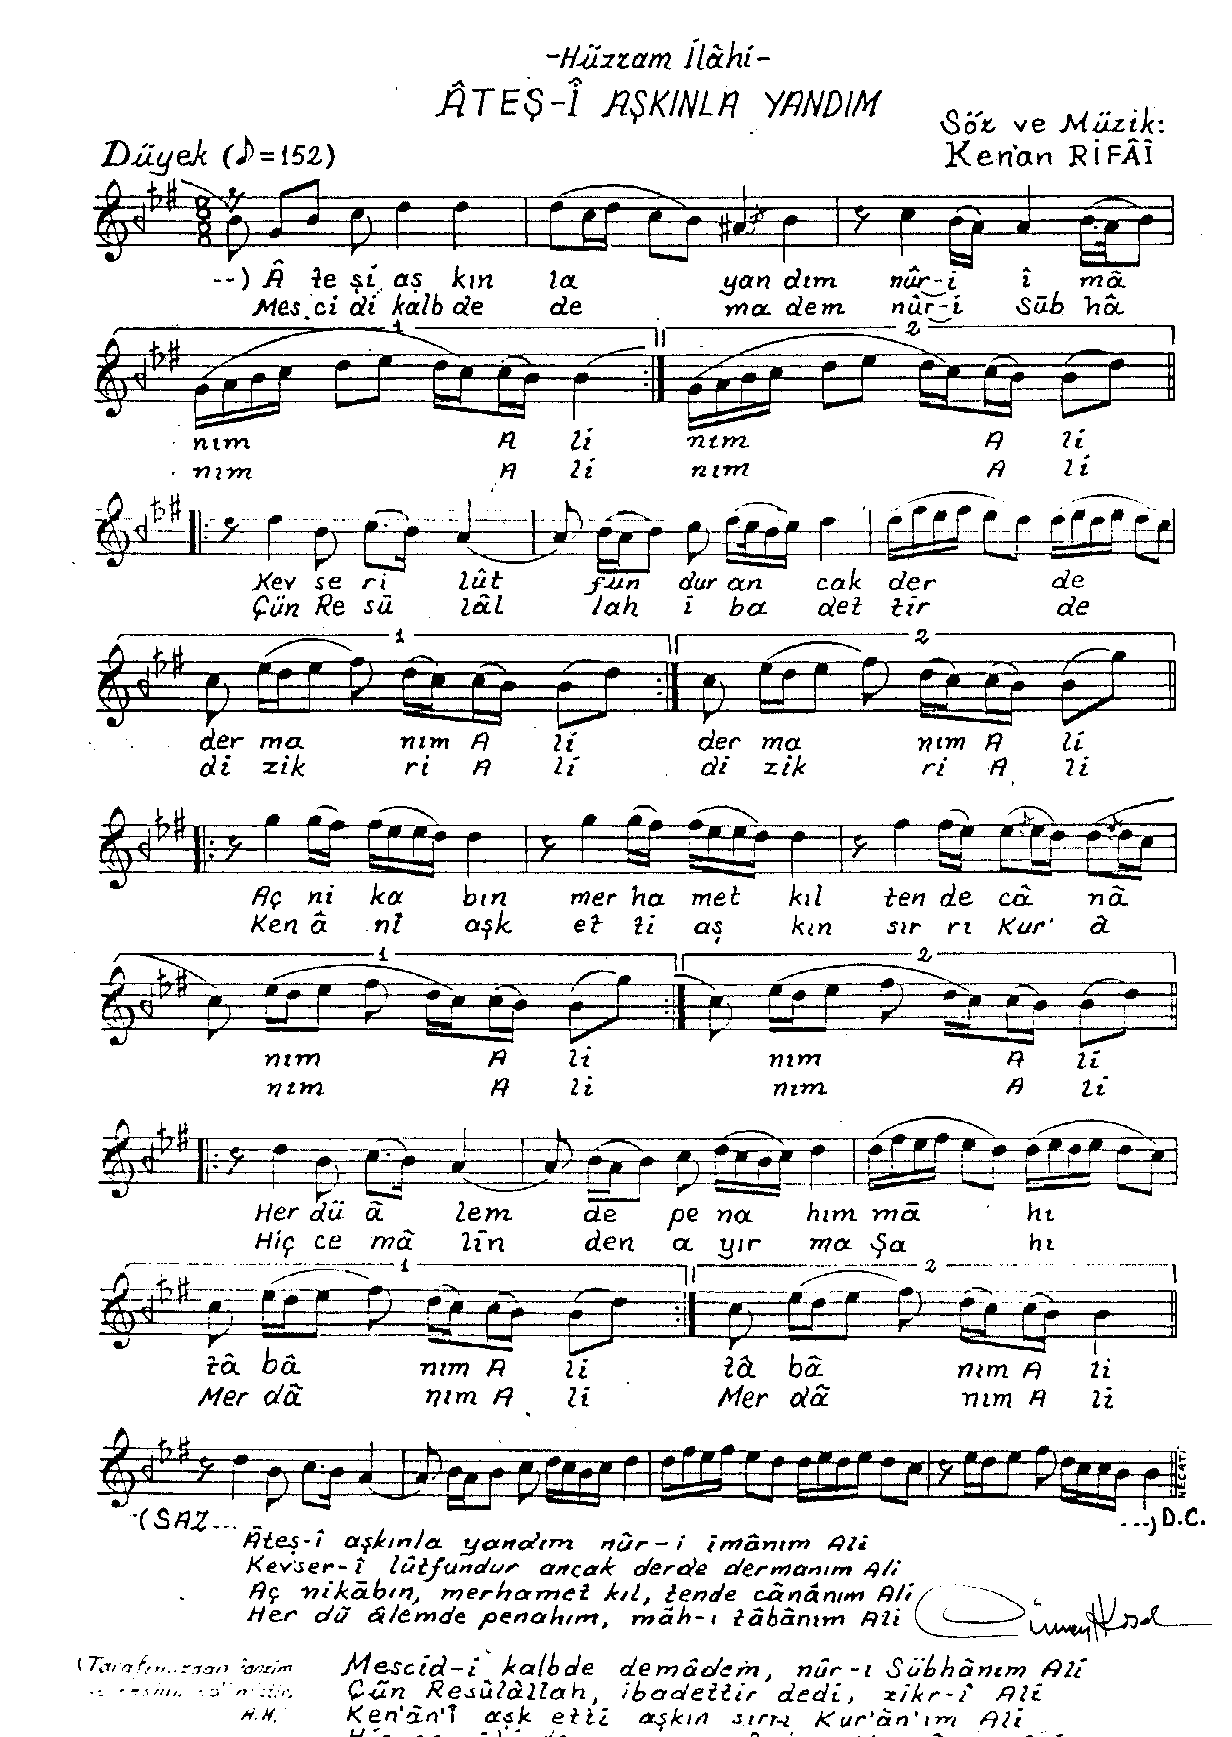 -Hüzzam İlâhi-
ÂTEŞ-Î AŞKINLA YANDIM
Söz ve Müzik:
Düyek (♪=152)
Ken'an RİFÂÎ
--) Â te şi aş kın la yan dım nûr-i î mâ
Mes ci di kalb de de ma dem nûr-i Süb hâ
1 2
nım A li nım A li
nım A li nım A li
Kev se ri lût fun dur an cak der de
Çün Re sû lâl lah i ba det tir de
1 2
der ma nım A li der ma nım A li
di zik ri A li di zik ri A li
Aç ni ka bın mer ha met kıl ten de câ nâ
Ken â nî aşk et ti aş kın sır rı Kur' â
1 2
nım A li nım A li
nım A li nım A li
Her dü â lem de pe na hım mâ hı
Hiç ce mâ lîn den a yır ma Şa hı
1 2
tâ bâ nım A li tâ bâ nım A li
Mer dâ nım A li Mer dâ nım A li
(SAZ... ---) D.C.
NECATİ
Âteş-î aşkınla yandım nûr-i îmânım Ali
Kevser-î lûtfundur ancak derde dermanım Ali
Aç nikâbın, merhamet kıl, tende cânânım Ali
Her dü âlemde penahım, mâh-ı tâbânım Ali
(Tarafımızdan tanzim
Mescid-i kalbde demâdem, nûr-ı Sübhânım Ali
Çün Resûlâllah, ibadettir dedi, zikr-î Ali
Ken'ân'î aşk etti aşkın sırrı Kur'ân'ım Ali